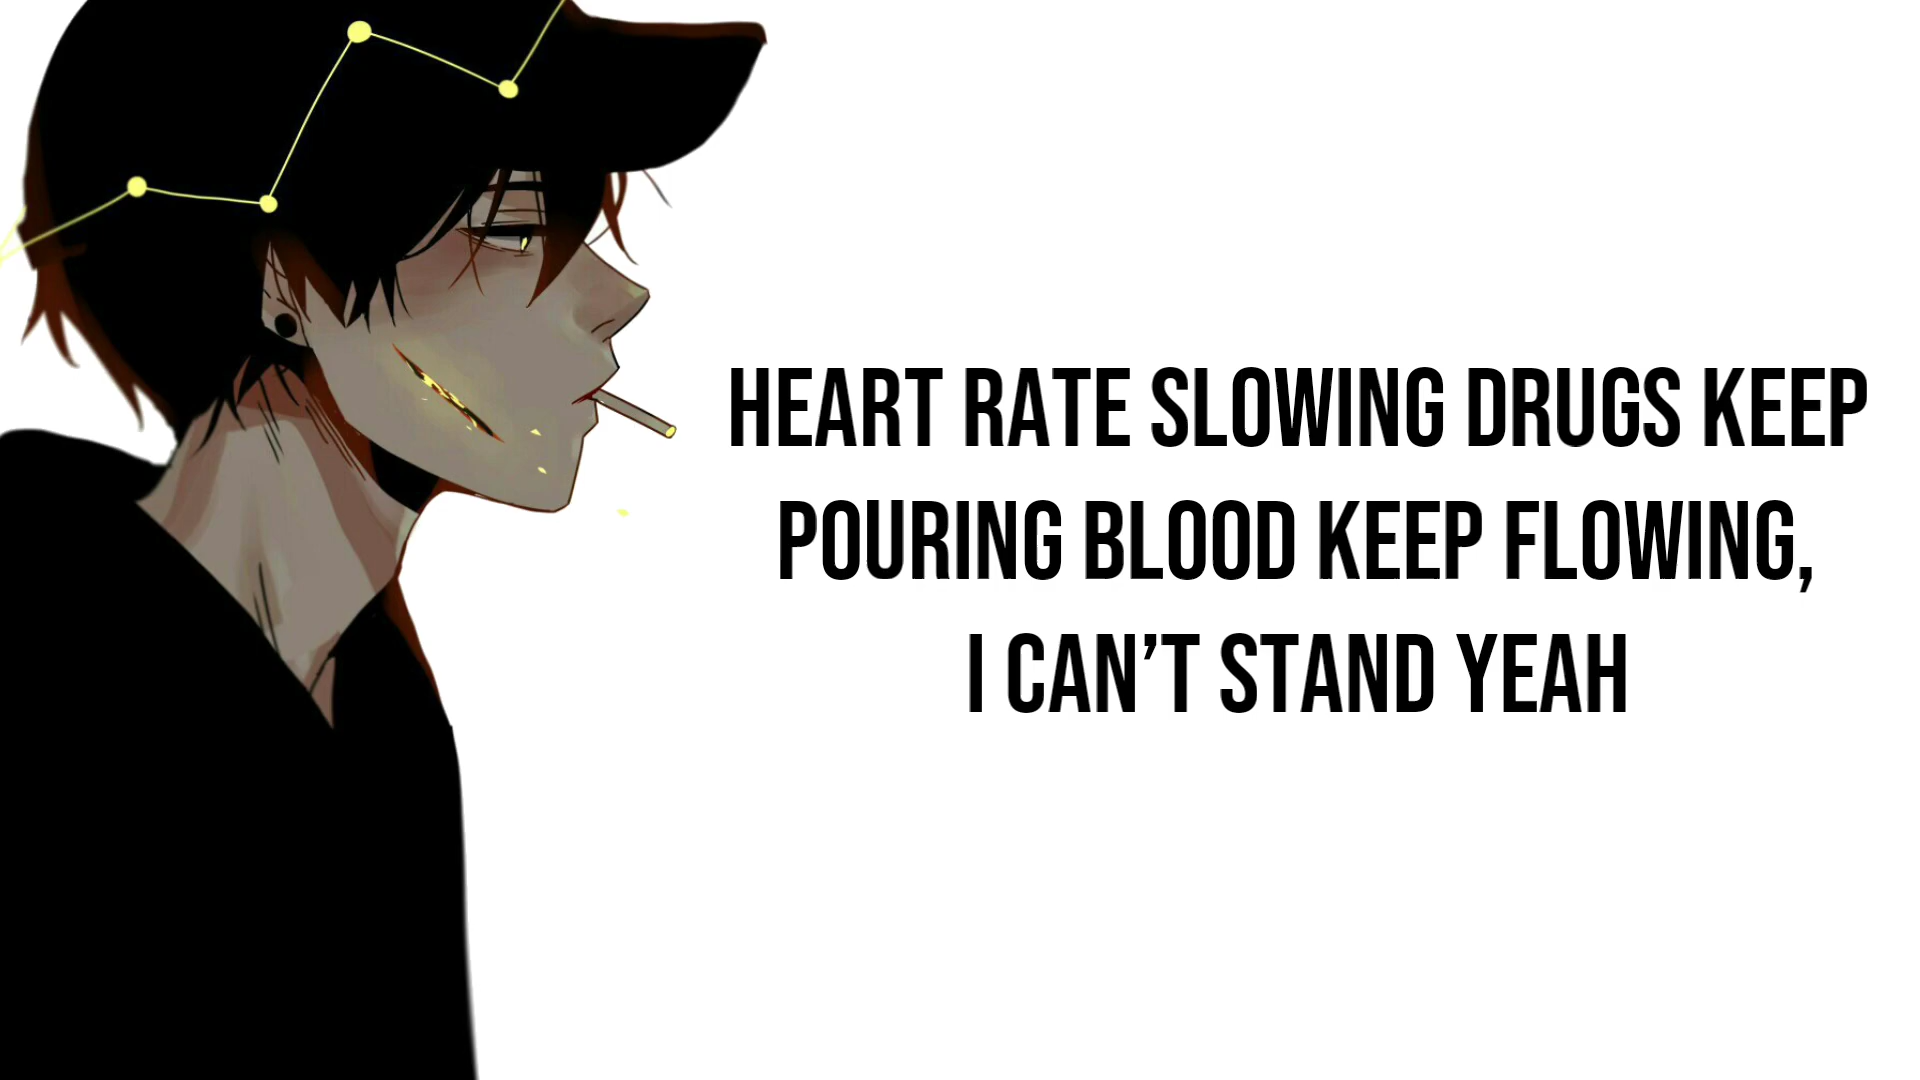 HEART RATE SLOWING DRUGS KEEP
POURING BLOOD KEEP FLOWING,
I CAN’T STAND YEAH